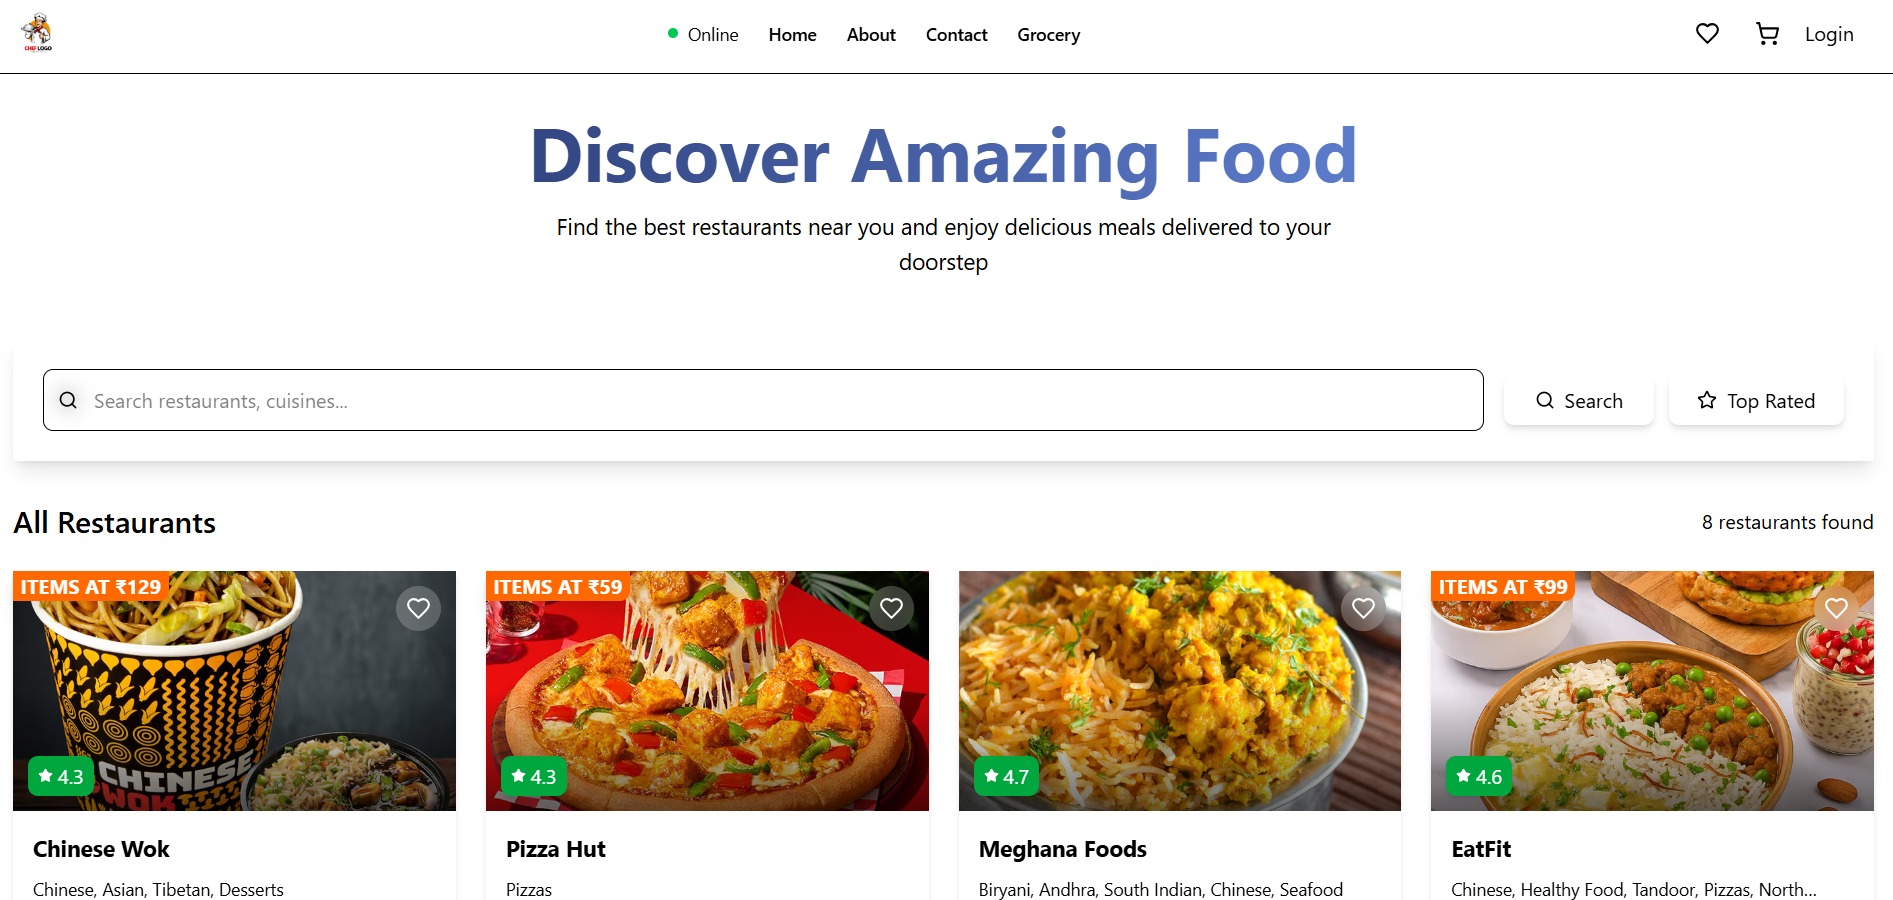 CHEF LOGO
Online Home About Contact Grocery
Login
Discover Amazing Food
Find the best restaurants near you and enjoy delicious meals delivered to your
doorstep
Search restaurants, cuisines...
Search
Top Rated
All Restaurants
8 restaurants found
ITEMS AT ₹129
CHINESE
WOK
4.3
Chinese Wok
Chinese, Asian, Tibetan, Desserts
ITEMS AT ₹59
4.3
Pizza Hut
Pizzas
4.7
Meghana Foods
Biryani, Andhra, South Indian, Chinese, Seafood
ITEMS AT ₹99
4.6
EatFit
Chinese, Healthy Food, Tandoor, Pizzas, North...